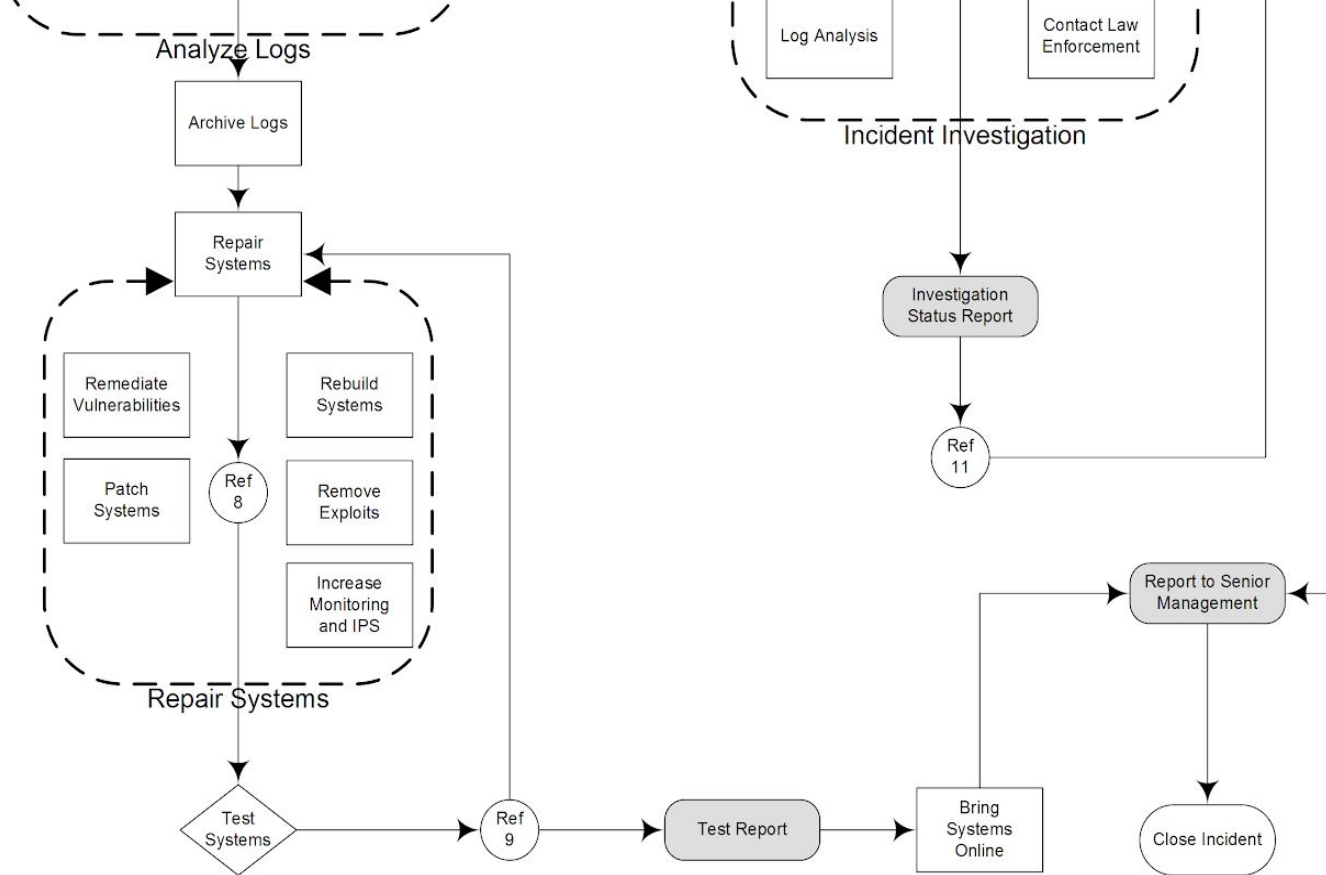 Analyze Logs
Archive Logs
Repair
Systems
Remediate
Vulnerabilities
Rebuild
Systems
Patch
Systems
Ref
8
Remove
Exploits
Increase
Monitoring
and IPS
Repair Systems
Test
Systems
Ref
9
Test Report
Bring
Systems
Online
Log Analysis
Contact Law
Enforcement
Incident Investigation
Investigation
Status Report
Ref
11
Report to Senior
Management
Close Incident